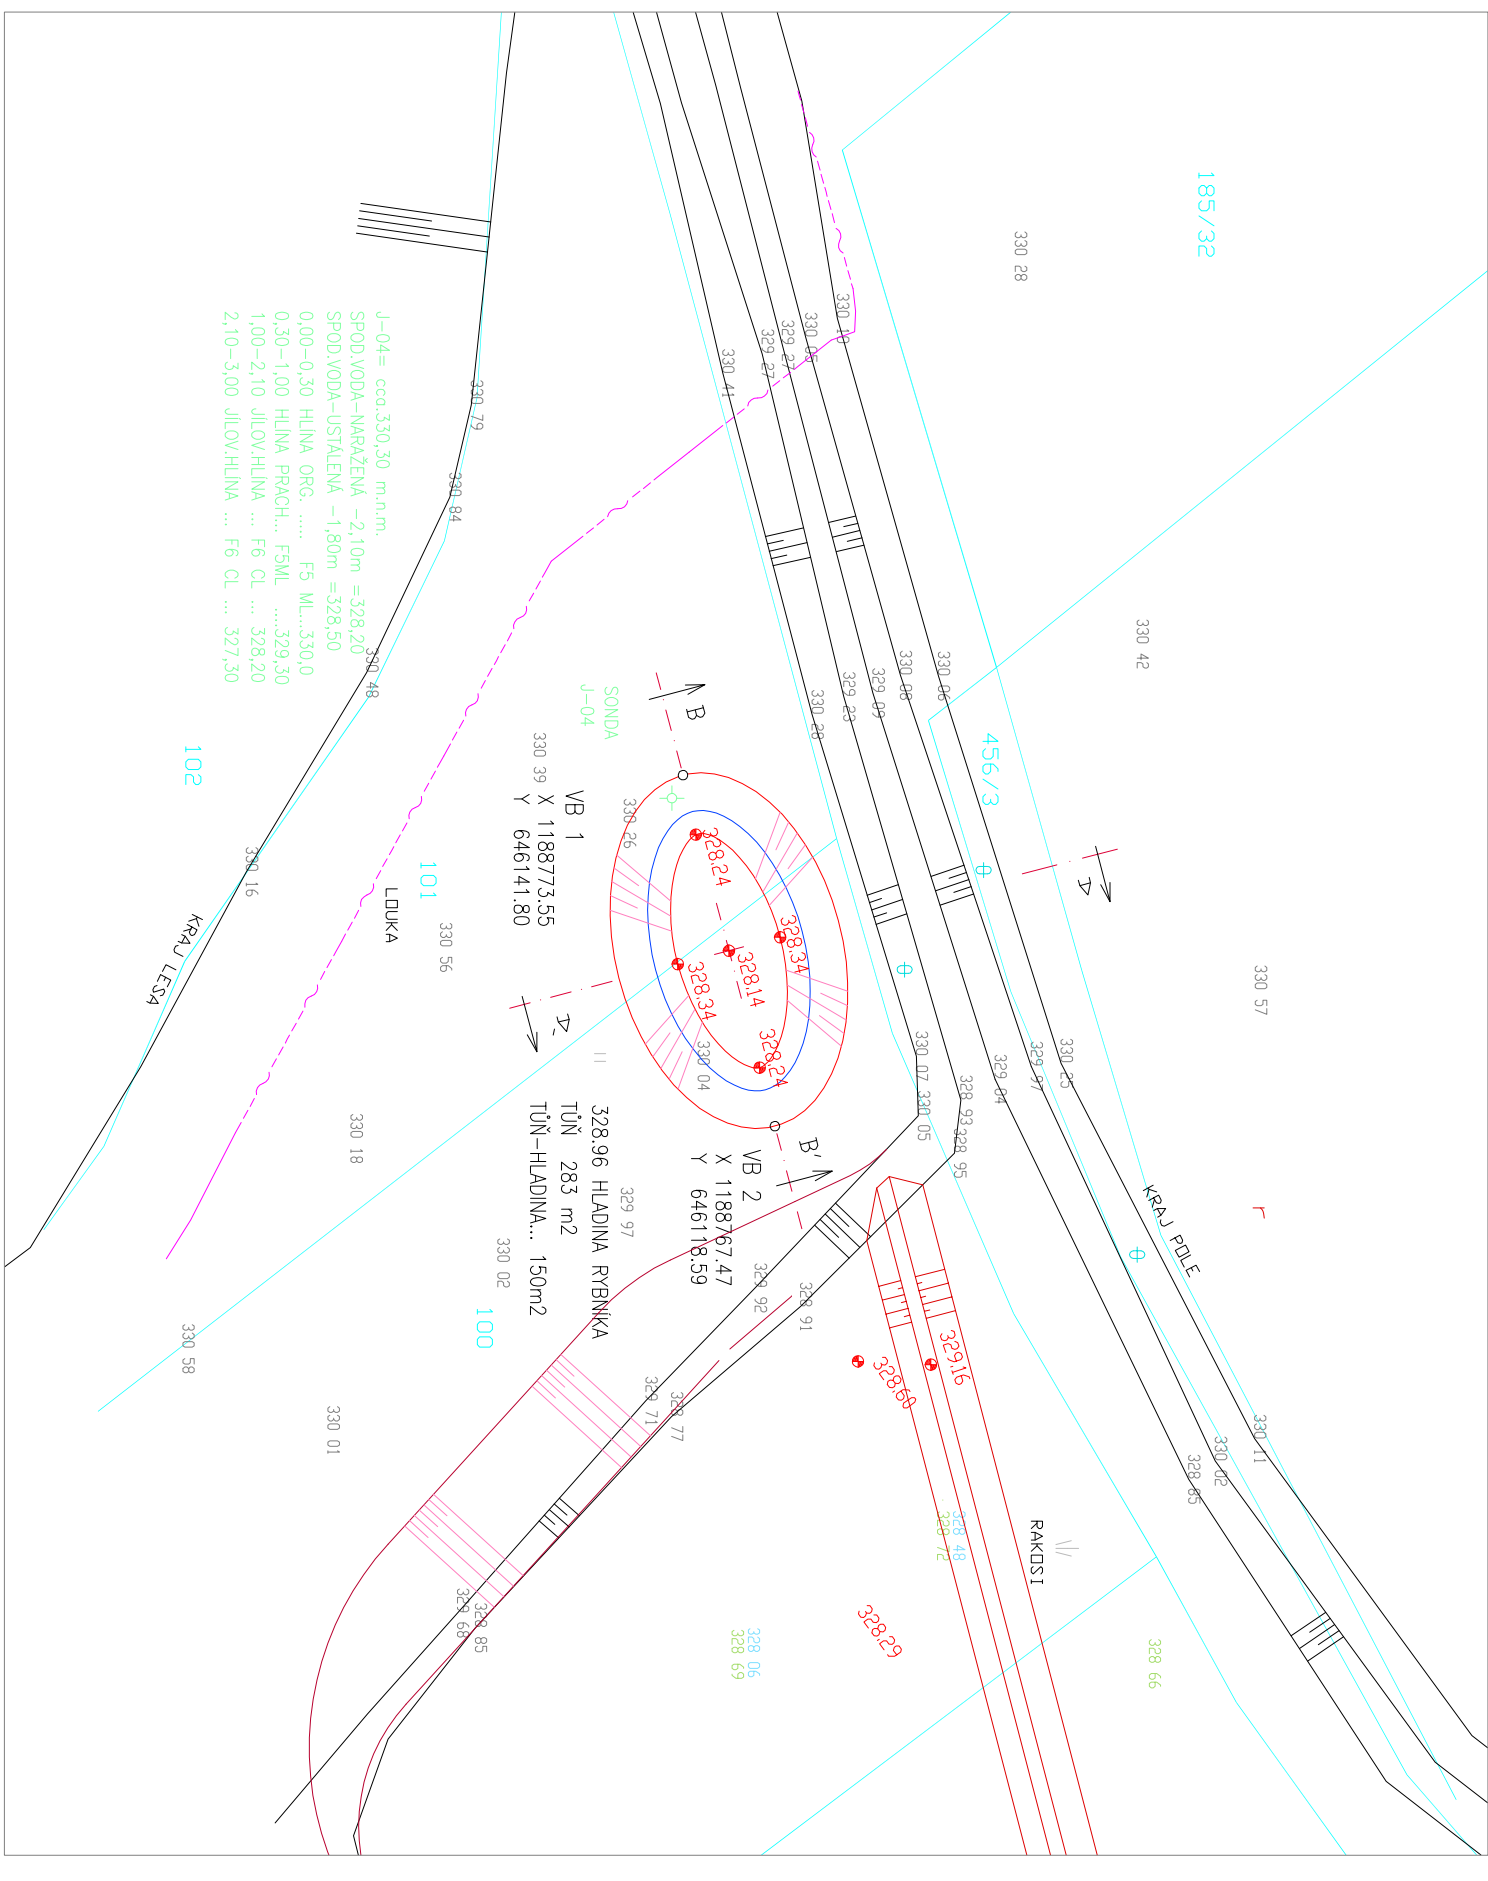 185/32
330 28
330 10
330 05
329 27
329 27
330 41
330 79
330 84
J-04= cca.330,30 m.n.m.
SPOD.VODA-NARAŽENÁ -2,10m =328,20
SPOD.VODA-USTÁLENÁ -1,80m =328,50
0,00-0,30 HLÍNA ORG. ..... F5 ML...330,0
0,30-1,00 HLÍNA PRACH... F5ML ....329,30
1,00-2,10 JÍLOV.HLÍNA ... F6 CL ... 328,20
2,10-3,00 JÍLOV.HLÍNA ... F6 CL ... 327,30
330 42
330 06
330 08
329 09
329 23
330 28
330 48
SONDA
J-04
B
456/3
102
330 39
VB 1
X 1188773.55
Y 646141.80
330 26
328,24
328,34
328,14
328,34
328,24
330 16
101
LOUKA
330 56
KRAJ LESA
A
A'
330 57
330 25
329 97
329 04
328 93
328 95
330 07
330 05
330 04
328.96 HLADINA RYBNÍKA
TŮŇ 283 m2
TŮŇ-HLADINA... 150m2
B'
VB 2
X 1188767.47
Y 646118.59
330 18
329 97
330 02
KRAJ POLE
r
329 92
328 91
100
330 58
329,16
328,60
330 01
329 71
328 77
330 11
330 02
328 85
RAKOSI
328 48
328 72
329 68
328 85
328,29
328 06
328 69
328 66